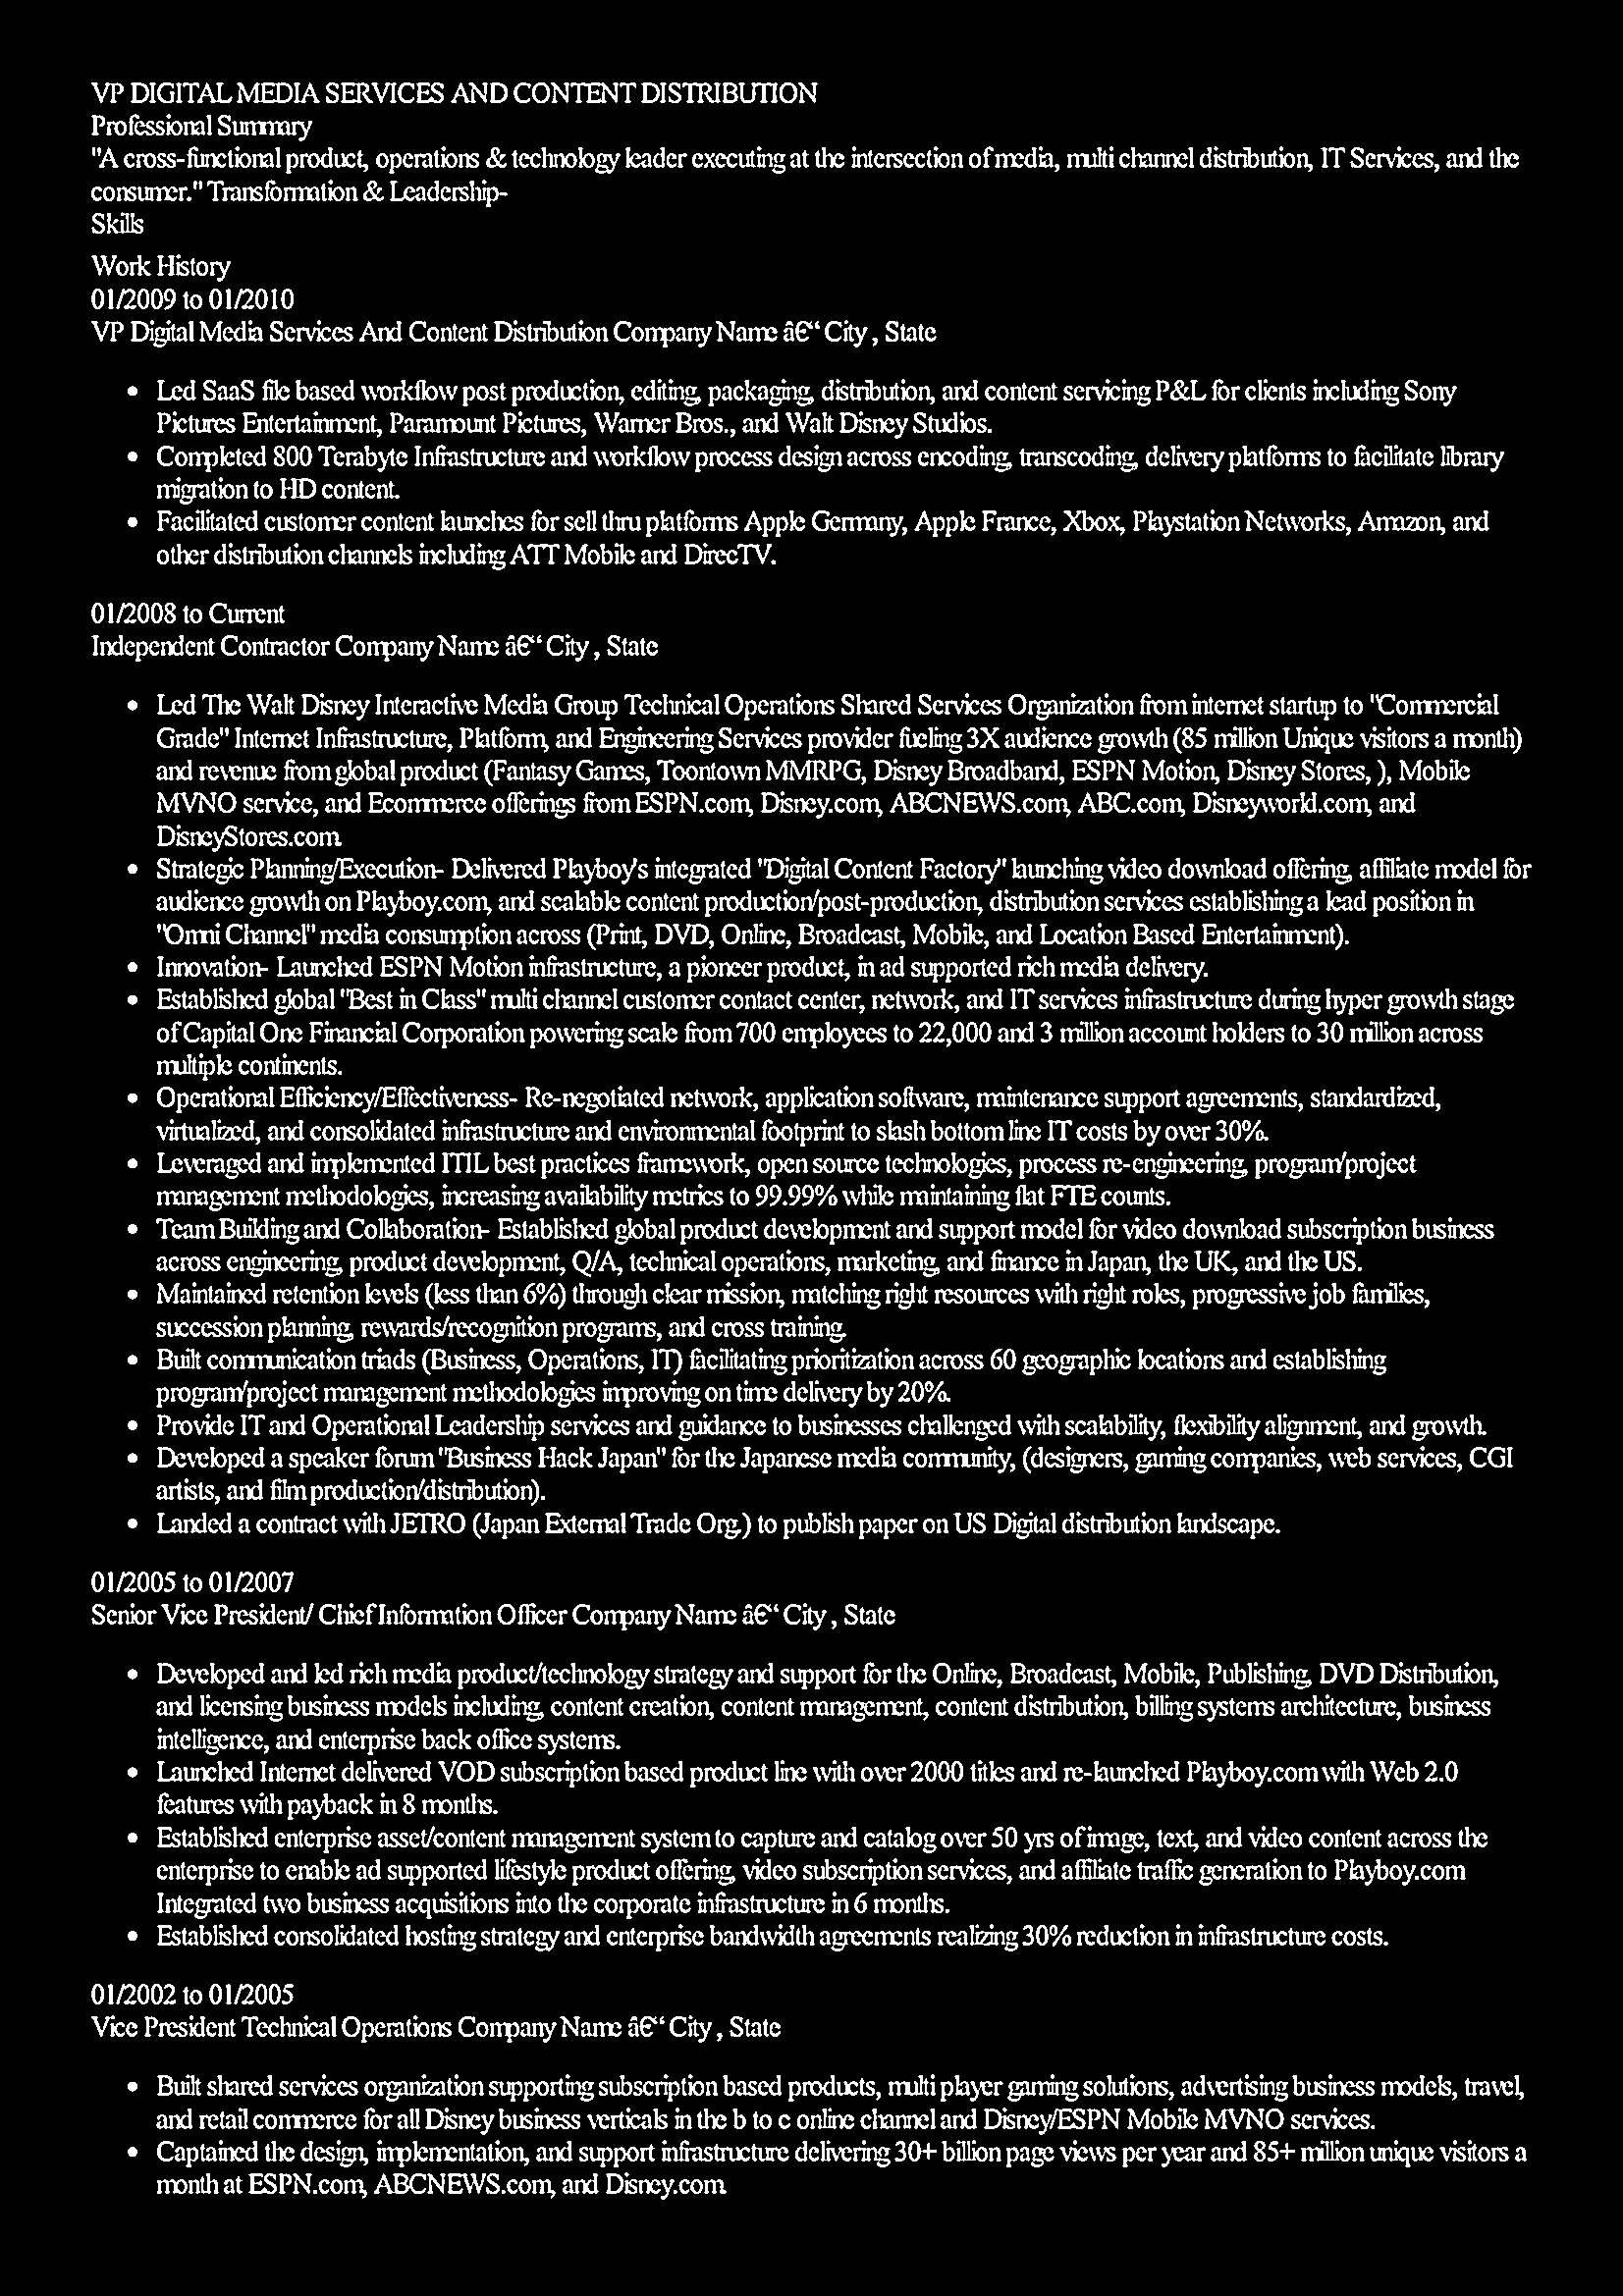 VP DIGITAL MEDIA SERVICES AND CONTENT DISTRIBUTION
Professional Summary
"A cross-functional product, operations & technology leader executing at the intersection of media, multi channel distribution, IT Services, and the
consumer." Transformation & Leadership-
Skills
Work History
01/2009 to 01/2010
VP Digital Media Services And Content Distribution Company Name â€“ City , State
• Led SaaS file based workflow post production, editing, packaging, distribution, and content servicing P&L for clients including Sony
Pictures Entertainment, Paramount Pictures, Warner Bros., and Walt Disney Studios.
• Completed 800 Terabyte Infrastructure and workflow process design across encoding, transcoding, delivery platforms to facilitate library
migration to HD content.
• Facilitated customer content launches for sell thru platforms Apple Germany, Apple France, Xbox, Playstation Networks, Amazon, and
other distribution channels including ATT Mobile and DirecTV.
01/2008 to Current
Independent Contractor Company Name â€“ City , State
• Led The Walt Disney Interactive Media Group Technical Operations Shared Services Organization from internet startup to "Commercial
Grade" Internet Infrastructure, Platform, and Engineering Services provider fueling 3X audience growth (85 million Unique visitors a month)
and revenue from global product (Fantasy Games, Toontown MMRPG, Disney Broadband, ESPN Motion, Disney Stores, ), Mobile
MVNO service, and Ecommerce offerings from ESPN.com, Disney.com, ABCNEWS.com, ABC.com, Disneyworld.com, and
DisneyStores.com.
• Strategic Planning/Execution- Delivered Playboy's integrated "Digital Content Factory" launching video download offering, affiliate model for
audience growth on Playboy.com, and scalable content production/post-production, distribution services establishing a lead position in
"Omni Channel" media consumption across (Print, DVD, Online, Broadcast, Mobile, and Location Based Entertainment).
• Innovation- Launched ESPN Motion infrastructure, a pioneer product, in ad supported rich media delivery.
• Established global "Best in Class" multi channel customer contact center, network, and IT services infrastructure during hyper growth stage
of Capital One Financial Corporation powering scale from 700 employees to 22,000 and 3 million account holders to 30 million across
multiple continents.
• Operational Efficiency/Effectiveness- Re-negotiated network, application software, maintenance support agreements, standardized,
virtualized, and consolidated infrastructure and environmental footprint to slash bottom line IT costs by over 30%.
• Leveraged and implemented ITIL best practices framework, open source technologies, process re-engineering, program/project
management methodologies, increasing availability metrics to 99.99% while maintaining flat FTE counts.
• Team Building and Collaboration- Established global product development and support model for video download subscription business
across engineering, product development, Q/A, technical operations, marketing, and finance in Japan, the UK, and the US.
• Maintained retention levels (less than 6%) through clear mission, matching right resources with right roles, progressive job families,
succession planning, rewards/recognition programs, and cross training.
• Built communication triads (Business, Operations, IT) facilitating prioritization across 60 geographic locations and establishing
program/project management methodologies improving on time delivery by 20%.
• Provide IT and Operational Leadership services and guidance to businesses challenged with scalability, flexibility alignment, and growth.
• Developed a speaker forum "Business Hack Japan" for the Japanese media community, (designers, gaming companies, web services, CGI
artists, and film production/distribution).
• Landed a contract with JETRO (Japan External Trade Org.) to publish paper on US Digital distribution landscape.
01/2005 to 01/2007
Senior Vice President/ Chief Information Officer Company Name â€“ City , State
• Developed and led rich media product/technology strategy and support for the Online, Broadcast, Mobile, Publishing, DVD Distribution,
and licensing business models including, content creation, content management, content distribution, billing systems architecture, business
intelligence, and enterprise back office systems.
• Launched Internet delivered VOD subscription based product line with over 2000 titles and re-launched Playboy.com with Web 2.0
features with payback in 8 months.
• Established enterprise asset/content management system to capture and catalog over 50 yrs of image, text, and video content across the
enterprise to enable ad supported lifestyle product offering, video subscription services, and affiliate traffic generation to Playboy.com
Integrated two business acquisitions into the corporate infrastructure in 6 months.
• Established consolidated hosting strategy and enterprise bandwidth agreements realizing 30% reduction in infrastructure costs.
01/2002 to 01/2005
Vice President Technical Operations Company Name â€“ City , State
• Built shared services organization supporting subscription based products, multi player gaming solutions, advertising business models, travel,
and retail commerce for all Disney business verticals in the b to c online channel and Disney/ESPN Mobile MVNO services.
• Captained the design, implementation, and support infrastructure delivering 30+ billion page views per year and 85+ million unique visitors a
month at ESPN.com, ABCNEWS.com, and Disney.com.